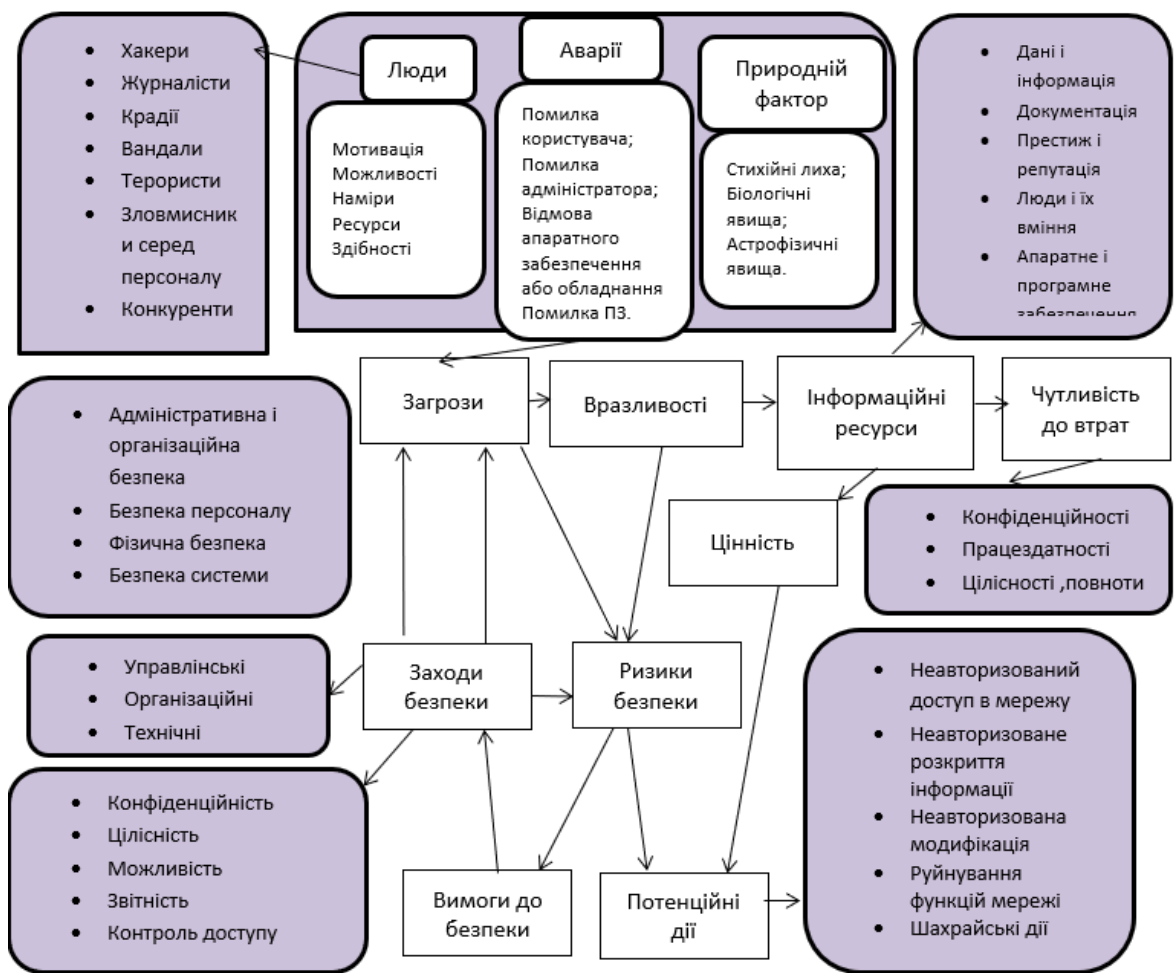 • Хакери
• Журналісти
• Крадії
• Вандали
• Терористи
• Зловмисник
и серед
персоналу
• Конкуренти
Люди
Мотивація
Можливості
Наміри
Ресурси
Здібності
Аварії
Помилка
користувача;
Помилка
адміністратора;
Відмова
апаратного
забезпечення
або обладнання
Помилка ПЗ.
Природній
фактор
Стихійні лиха;
Біологічні
явища;
Астрофізичні
явища.
• Дані і
інформація
• Документація
• Престиж і
репутація
• Люди і їх
вміння
• Апаратне і
програмне
забезпечення
Загрози
Вразливості
Інформаційні
ресурси
Чутливість
до втрат
• Адміністративна і
організаційна
безпека
• Безпека персоналу
• Фізична безпека
• Безпека системи
Цінність
• Конфіденційності
• Працездатності
• Цілісності ,повноти
• Управлінські
• Організаційні
• Технічні
Заходи
безпеки
Ризики
безпеки
• Неавторизований
доступ в мережу
• Неавторизоване
розкриття
інформації
• Неавторизована
модифікація
• Руйнування
функцій мережі
• Шахрайські дії
• Конфіденційність
• Цілісність
• Можливість
• Звітність
• Контроль доступу
Вимоги до
безпеки
Потенційні
дії